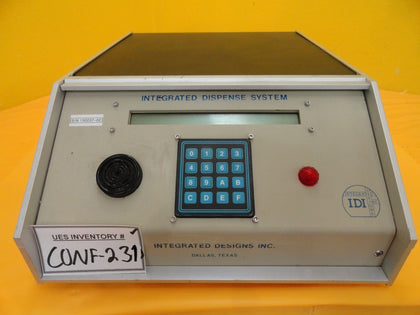 INTEGRATED DISPENSE SYSTEM
0 1 2 3
4 5 6 7
8 9 A B
C D E F
IDI
UES INVENTORY #
CONF-231
INTEGRATED DESIGNS INC.
DALLAS, TEXAS